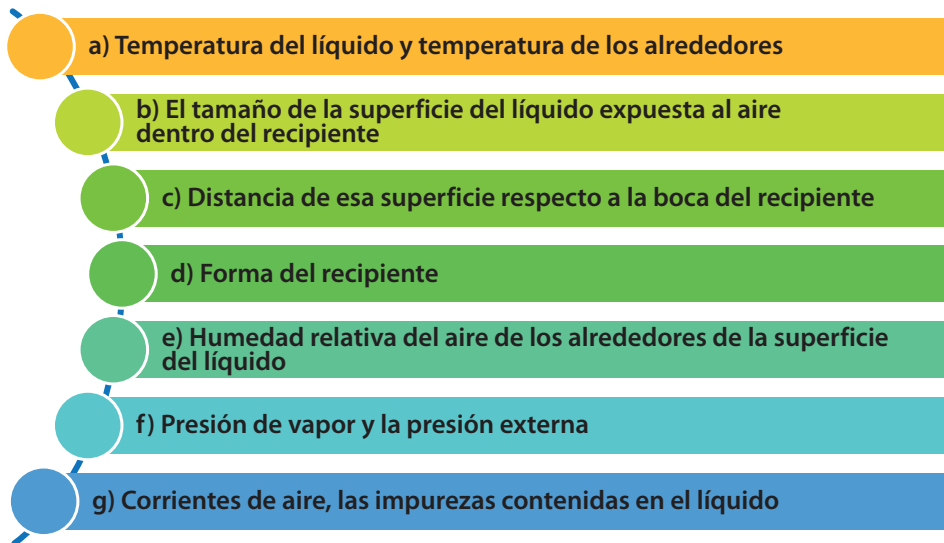 a) Temperatura del líquido y temperatura de los alrededores
b) El tamaño de la superficie del líquido expuesta al aire
dentro del recipiente
c) Distancia de esa superficie respecto a la boca del recipiente
d) Forma del recipiente
e) Humedad relativa del aire de los alrededores de la superficie
del líquido
f) Presión de vapor y la presión externa
g) Corrientes de aire, las impurezas contenidas en el líquido